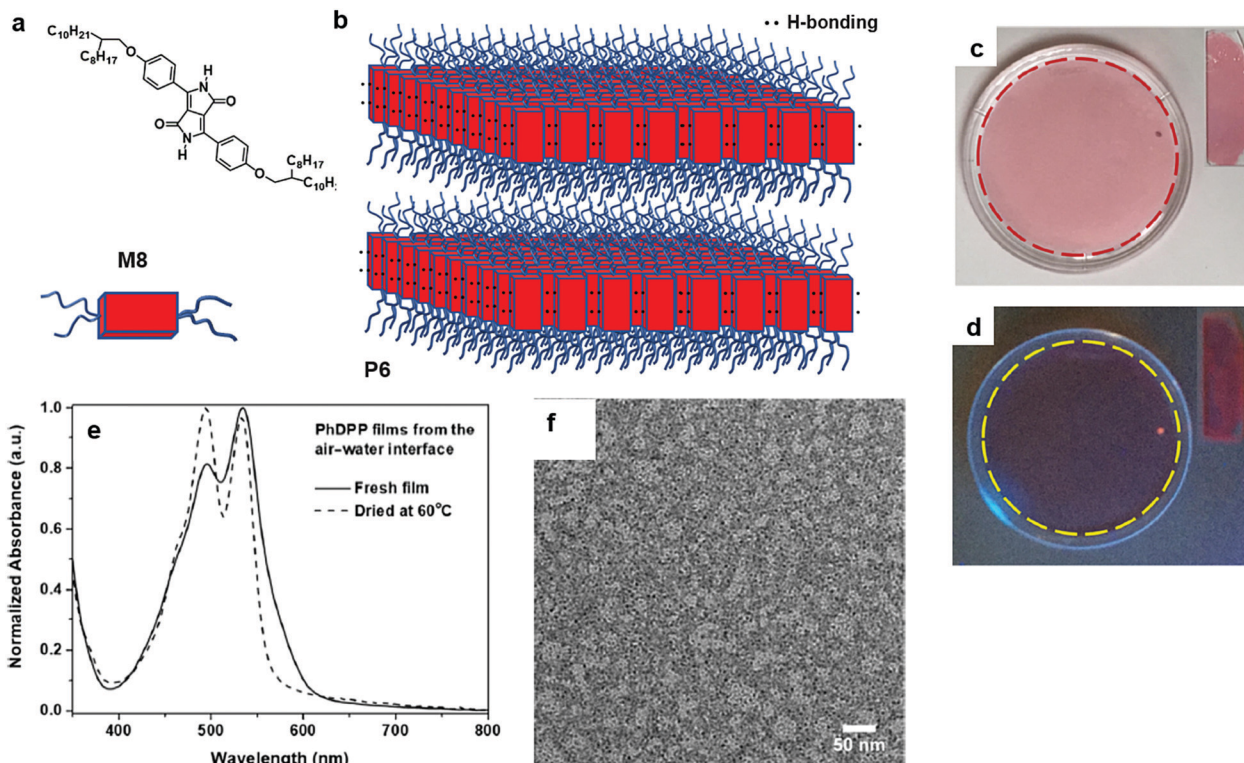 a
C₁₀H₂₁
C₈H₁₇
O
H
N
O
O
N
H
C₈H₁₇
O
C₁₀H
M8
b
•• H-bonding
P6
c
d
e
PhDPP films from the
air–water interface
Fresh film
Dried at 60°C
Normalized Absorbance (a.u.)
1.0
0.8
0.6
0.4
0.2
0.0
400
500
600
700
800
Wavelength (nm)
f
50 nm